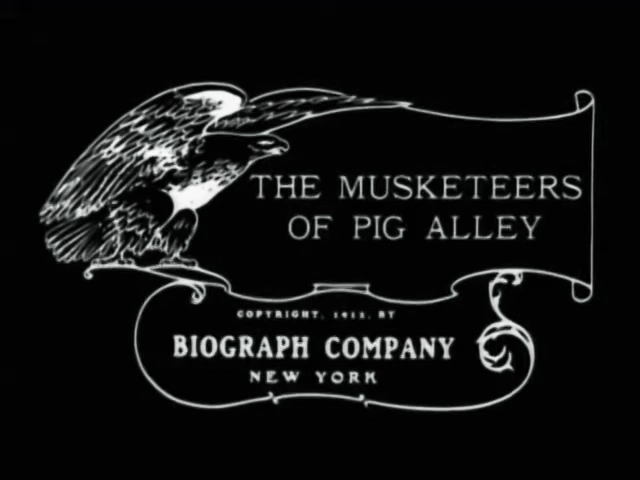 THE MUSKETEERS
OF PIG ALLEY
COPYRIGHT, 1912, BY
BIOGRAPH COMPANY
NEW YORK